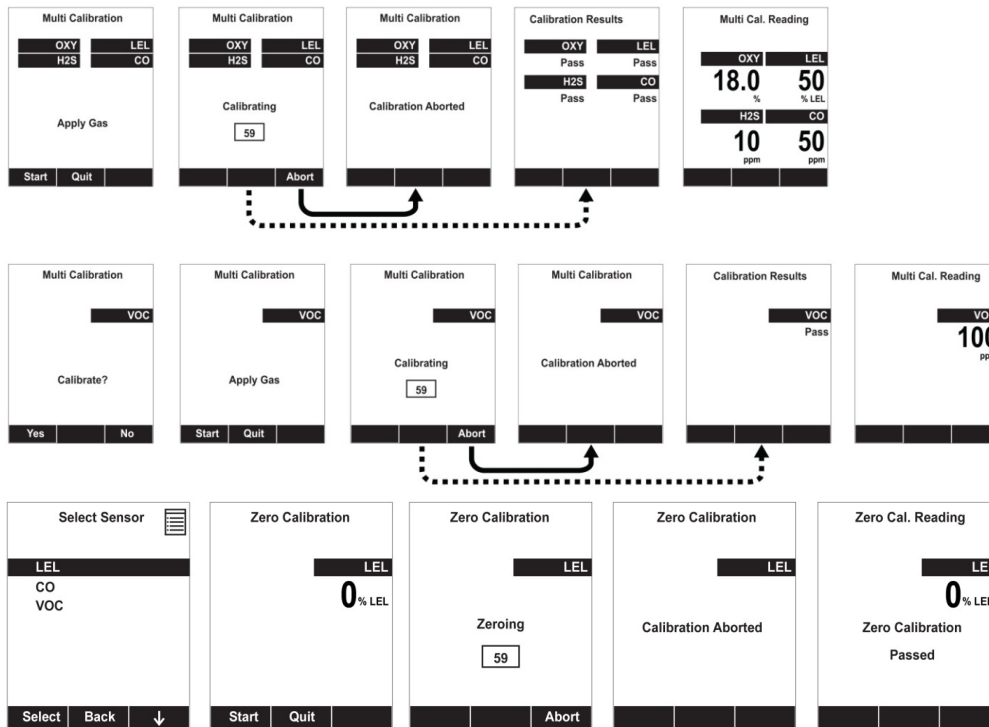 Multi Calibration
OXY LEL
H2S CO
Apply Gas
Start Quit
Multi Calibration
OXY LEL
H2S CO
Calibrating
59
Abort
Multi Calibration
OXY LEL
H2S CO
Calibration Aborted
Calibration Results
OXY LEL
Pass Pass
H2S CO
Pass Pass
Multi Cal. Reading
OXY LEL
18.0 50
% % LEL
H2S CO
10 50
ppm ppm
Multi Calibration
VOC
Calibrate?
Yes No
Multi Calibration
VOC
Apply Gas
Start Quit
Multi Calibration
VOC
Calibrating
59
Abort
Multi Calibration
VOC
Calibration Aborted
Calibration Results
VOC
Pass
Multi Cal. Reading
Select Sensor
LEL
CO
VOC
Select Back ↓
Zero Calibration
LEL
0 % LEL
Start Quit
Zero Calibration
LEL
Zeroing
59
Abort
Zero Calibration
LEL
Calibration Aborted
Zero Cal. Reading
0 % LEL
Zero Calibration
Passed